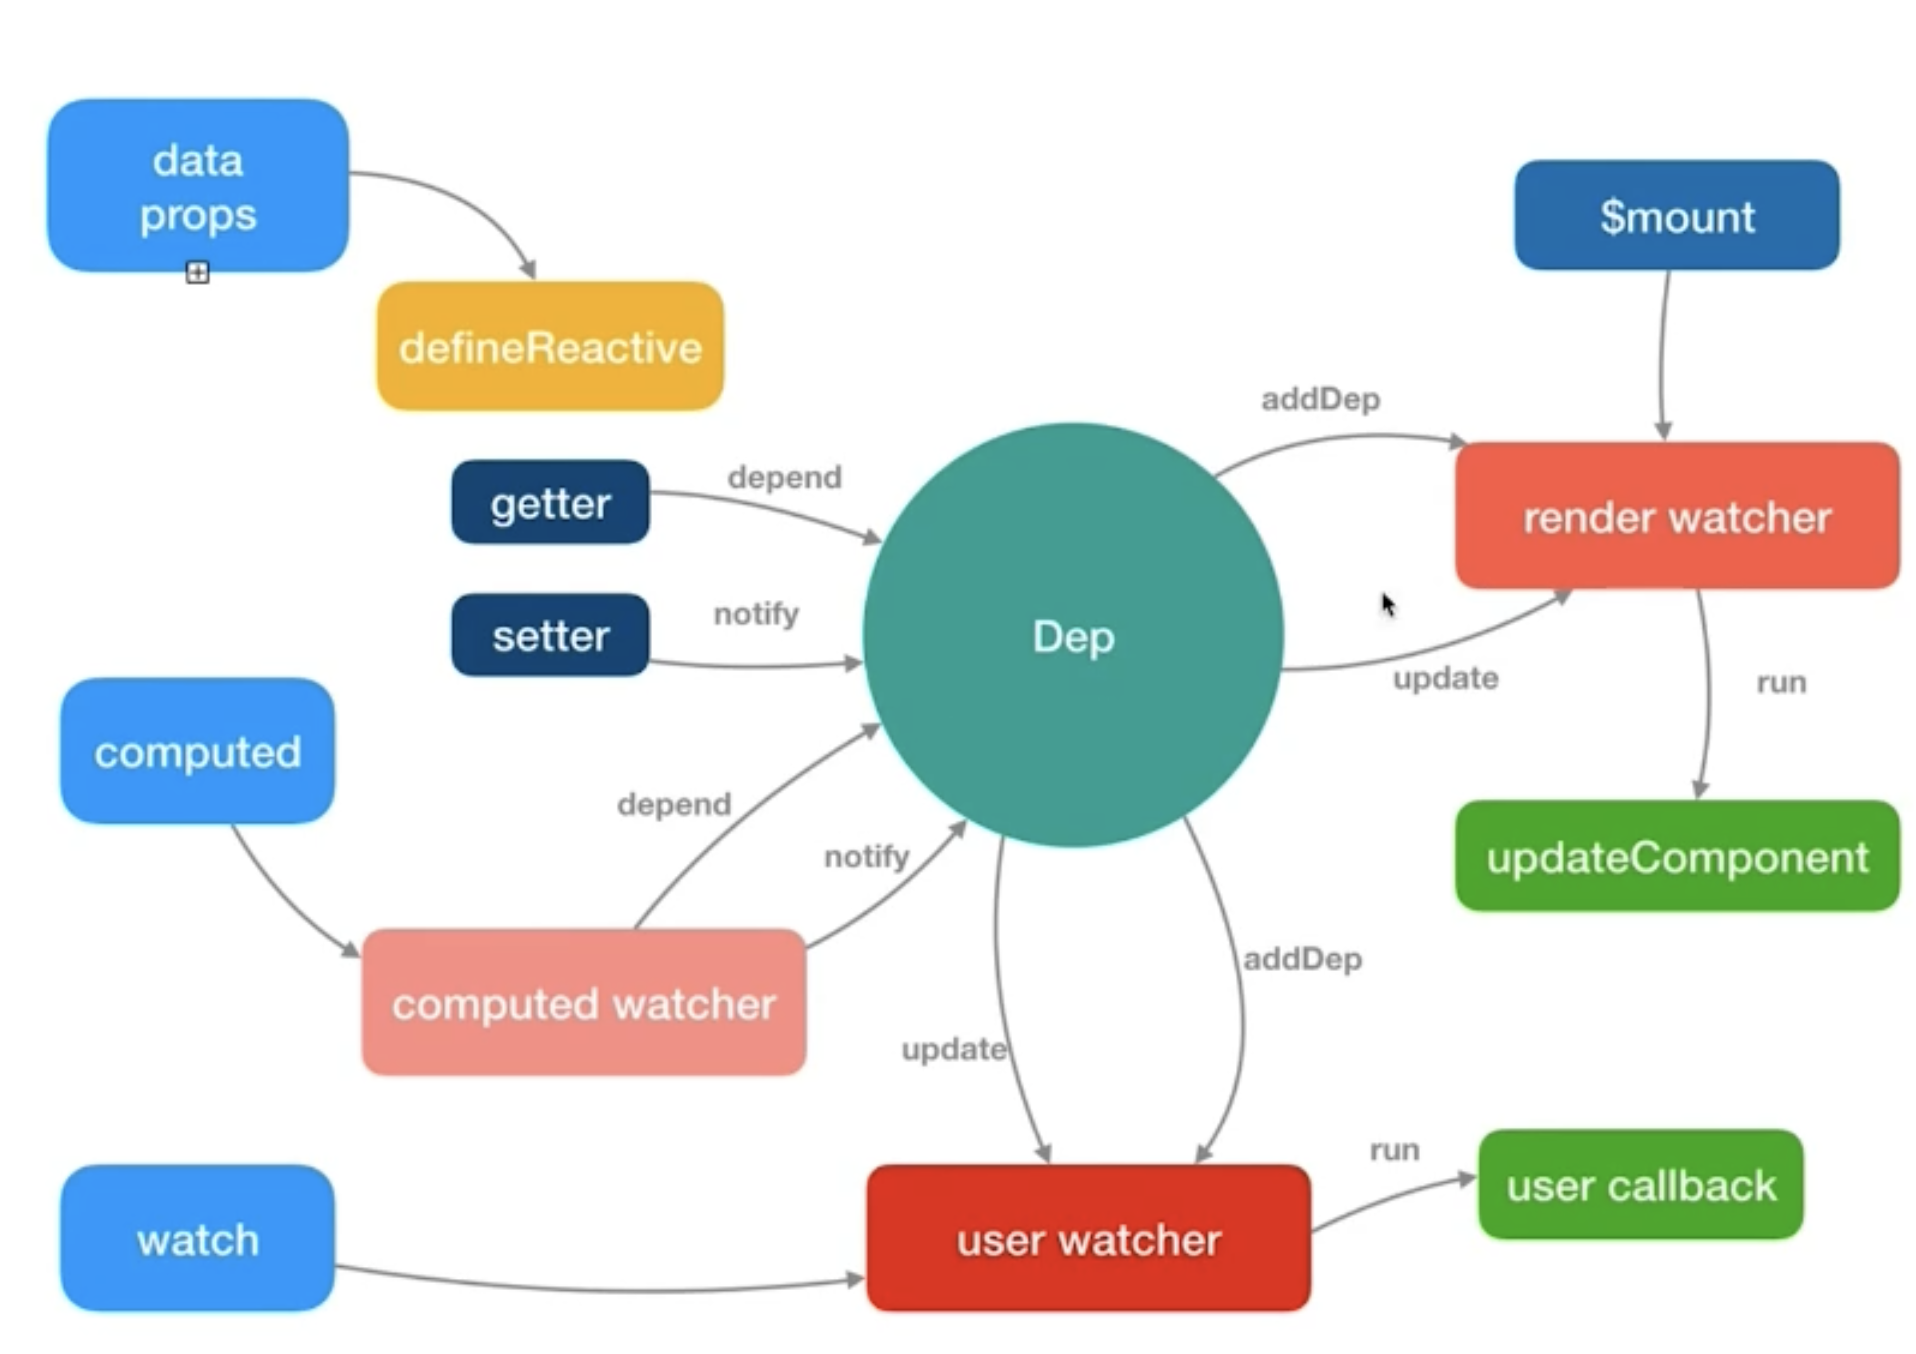 data
props
$mount
defineReactive
addDep
getter
depend
render watcher
setter
notify
Dep
update
run
computed
depend
notify
updateComponent
computed watcher
addDep
update
run
user callback
watch
user watcher